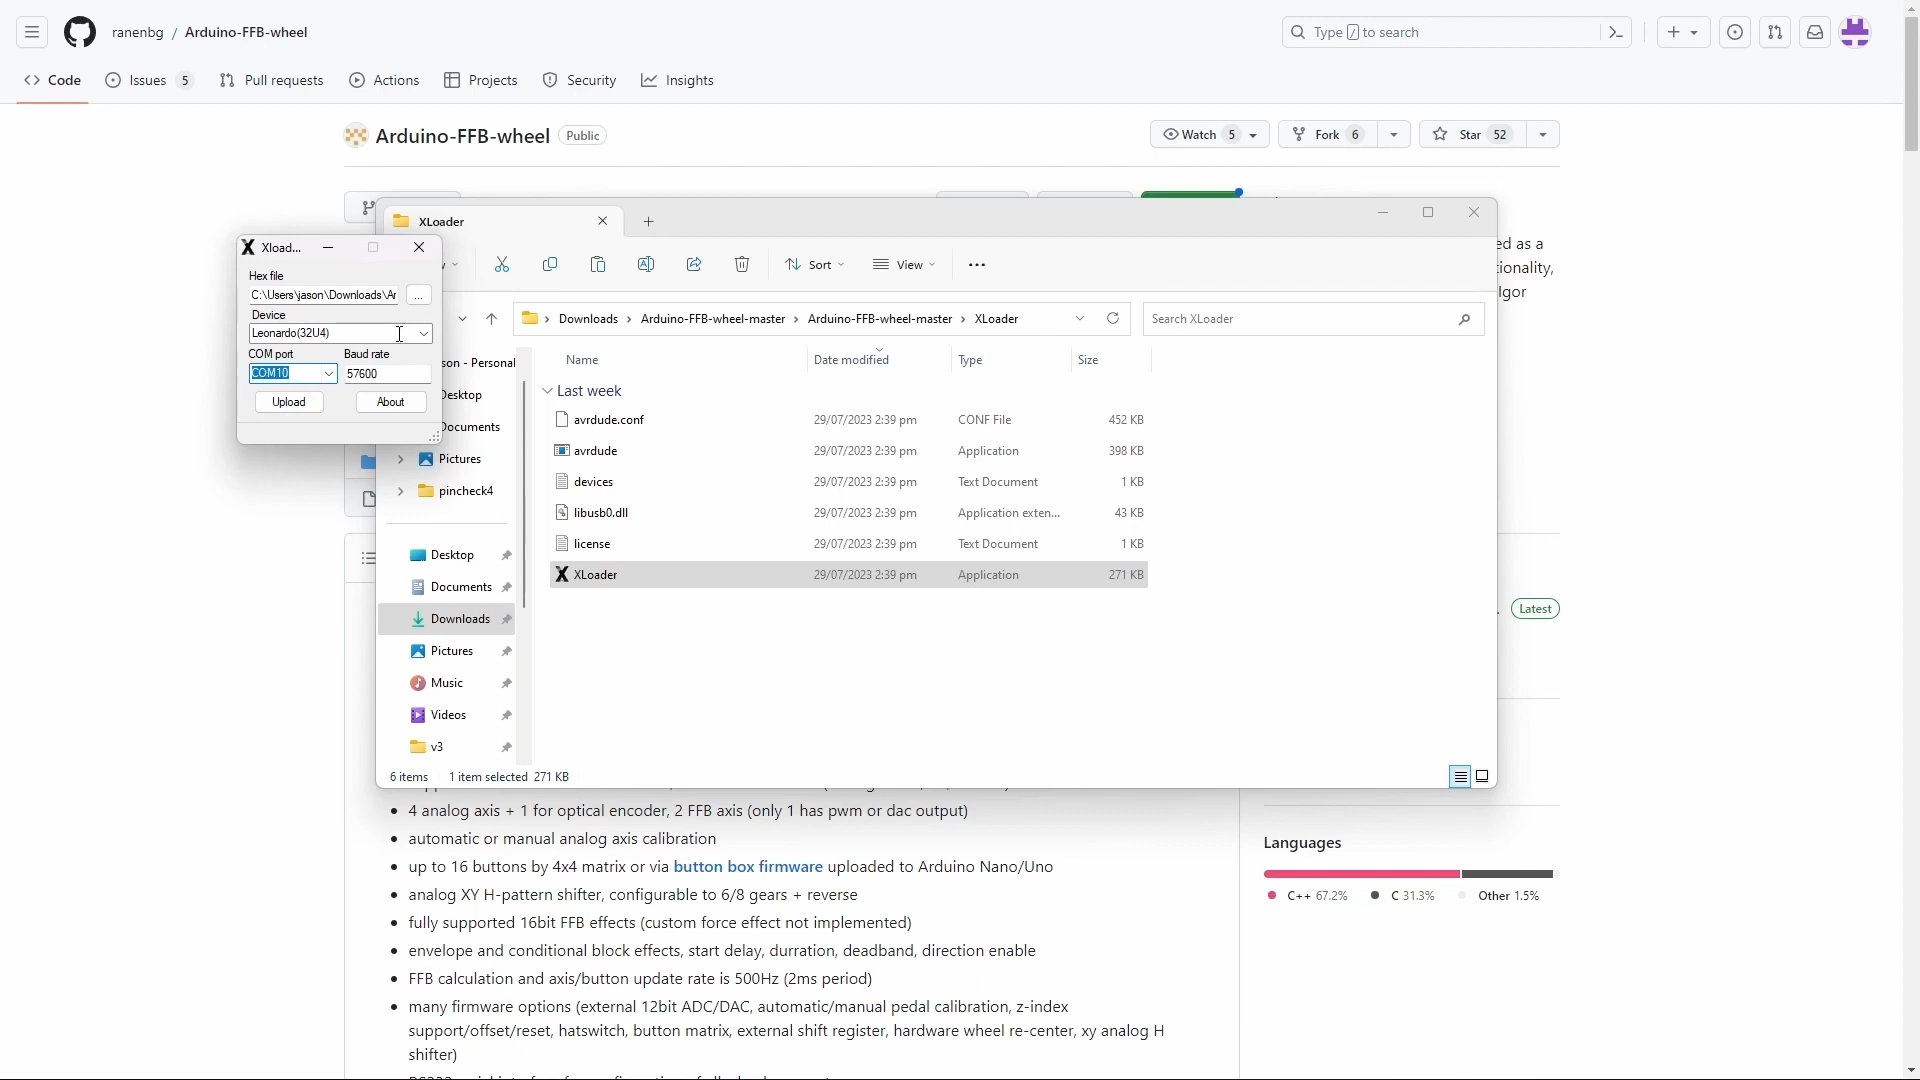 ranenbg / Arduino-FFB-wheel
Type / to search
Code
Issues 5
Pull requests
Actions
Projects
Security
Insights
Arduino-FFB-wheel Public
Watch 5
Fork 6
Star 52
XLoader
Xload...
Hex file
C:\Users\jason\Downloads\Ar
...
Device
Leonardo(32U4)
COM port Baud rate
COM10 57600
Upload About
Sort
View
Downloads > Arduino-FFB-wheel-master > Arduino-FFB-wheel-master > XLoader
Search XLoader
son - Personal
Desktop
Documents
Pictures
pincheck4
Desktop
Documents
Downloads
Pictures
Music
Videos
v3
Name Date modified Type Size
Last week
avrdude.conf 29/07/2023 2:39 pm CONF File 452 KB
avrdude 29/07/2023 2:39 pm Application 398 KB
devices 29/07/2023 2:39 pm Text Document 1 KB
libusb0.dll 29/07/2023 2:39 pm Application exten... 43 KB
license 29/07/2023 2:39 pm Text Document 1 KB
XLoader 29/07/2023 2:39 pm Application 271 KB
6 items 1 item selected 271 KB
ed as a
ionality,
Igor
Latest
4 analog axis + 1 for optical encoder, 2 FFB axis (only 1 has pwm or dac output)
automatic or manual analog axis calibration
up to 16 buttons by 4x4 matrix or via button box firmware uploaded to Arduino Nano/Uno
analog XY H-pattern shifter, configurable to 6/8 gears + reverse
fully supported 16bit FFB effects (custom force effect not implemented)
envelope and conditional block effects, start delay, durration, deadband, direction enable
FFB calculation and axis/button update rate is 500Hz (2ms period)
many firmware options (external 12bit ADC/DAC, automatic/manual pedal calibration, z-index
support/offset/reset, hatswitch, button matrix, external shift register, hardware wheel re-center, xy analog H
shifter)
Languages
C++ 67.2% C 31.3% Other 1.5%